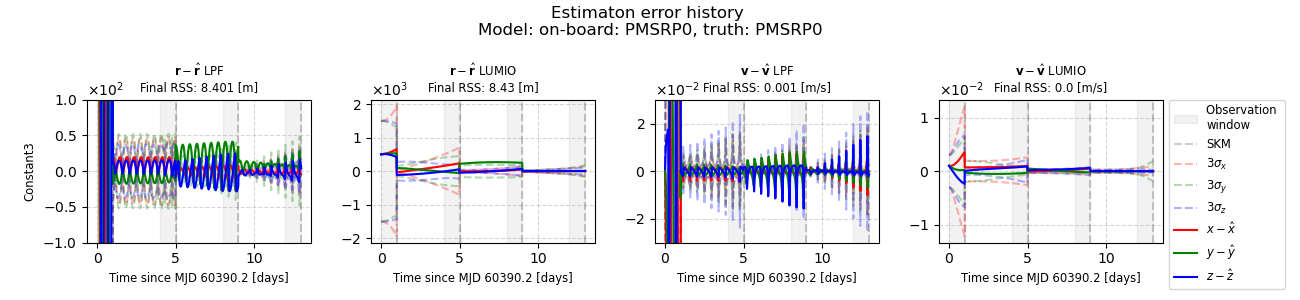 Estimaton error history
Model: on-board: PMSRP0, truth: PMSRP0
r − r̂ LPF
Final RSS: 8.401 [m]
×10²
1.0
0.5
0.0
−0.5
−1.0
Constant3
0
5
10
Time since MJD 60390.2 [days]
r − r̂ LUMIO
Final RSS: 8.43 [m]
×10³
2
1
0
−1
−2
0
5
10
Time since MJD 60390.2 [days]
v − v̂ LPF
Final RSS: 0.001 [m/s]
×10⁻²
2
0
−2
0
5
10
Time since MJD 60390.2 [days]
v − v̂ LUMIO
Final RSS: 0.0 [m/s]
×10⁻²
1
0
−1
0
5
10
Time since MJD 60390.2 [days]
Observation
window
SKM
3σx
3σy
3σz
x − x̂
y − ŷ
z − ẑ